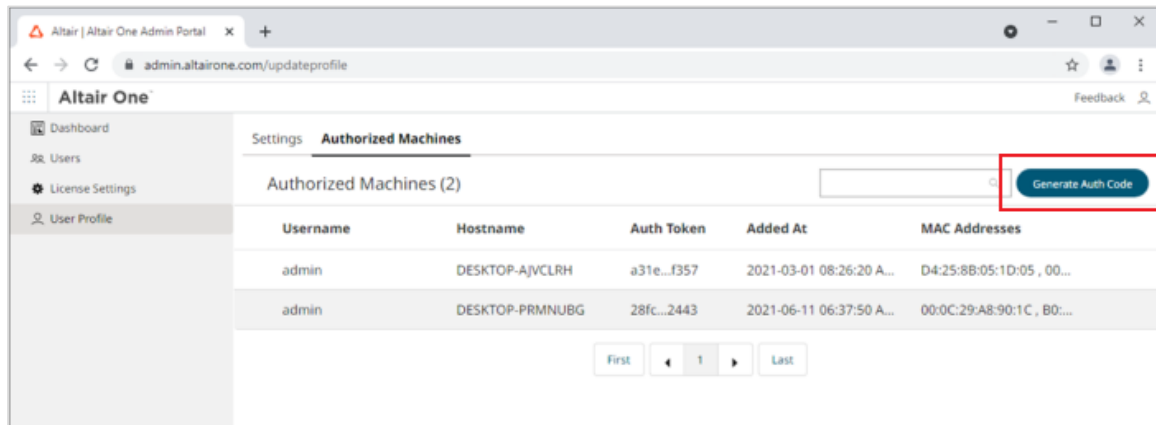 Altair | Altair One Admin Portal
admin.altairone.com/updateprofile
Altair One
Feedback
Dashboard
Users
License Settings
User Profile
Settings Authorized Machines
Authorized Machines (2)
Generate Auth Code
Username Hostname Auth Token Added At MAC Addresses
admin DESKTOP-AJVCLRH a31e...f357 2021-03-01 08:26:20 A... D4:25:8B:05:1D:05 , 00...
admin DESKTOP-PRMNUBG 28fc...2443 2021-06-11 06:37:50 A... 00:0C:29:A8:90:1C , B0:...
First 1 Last